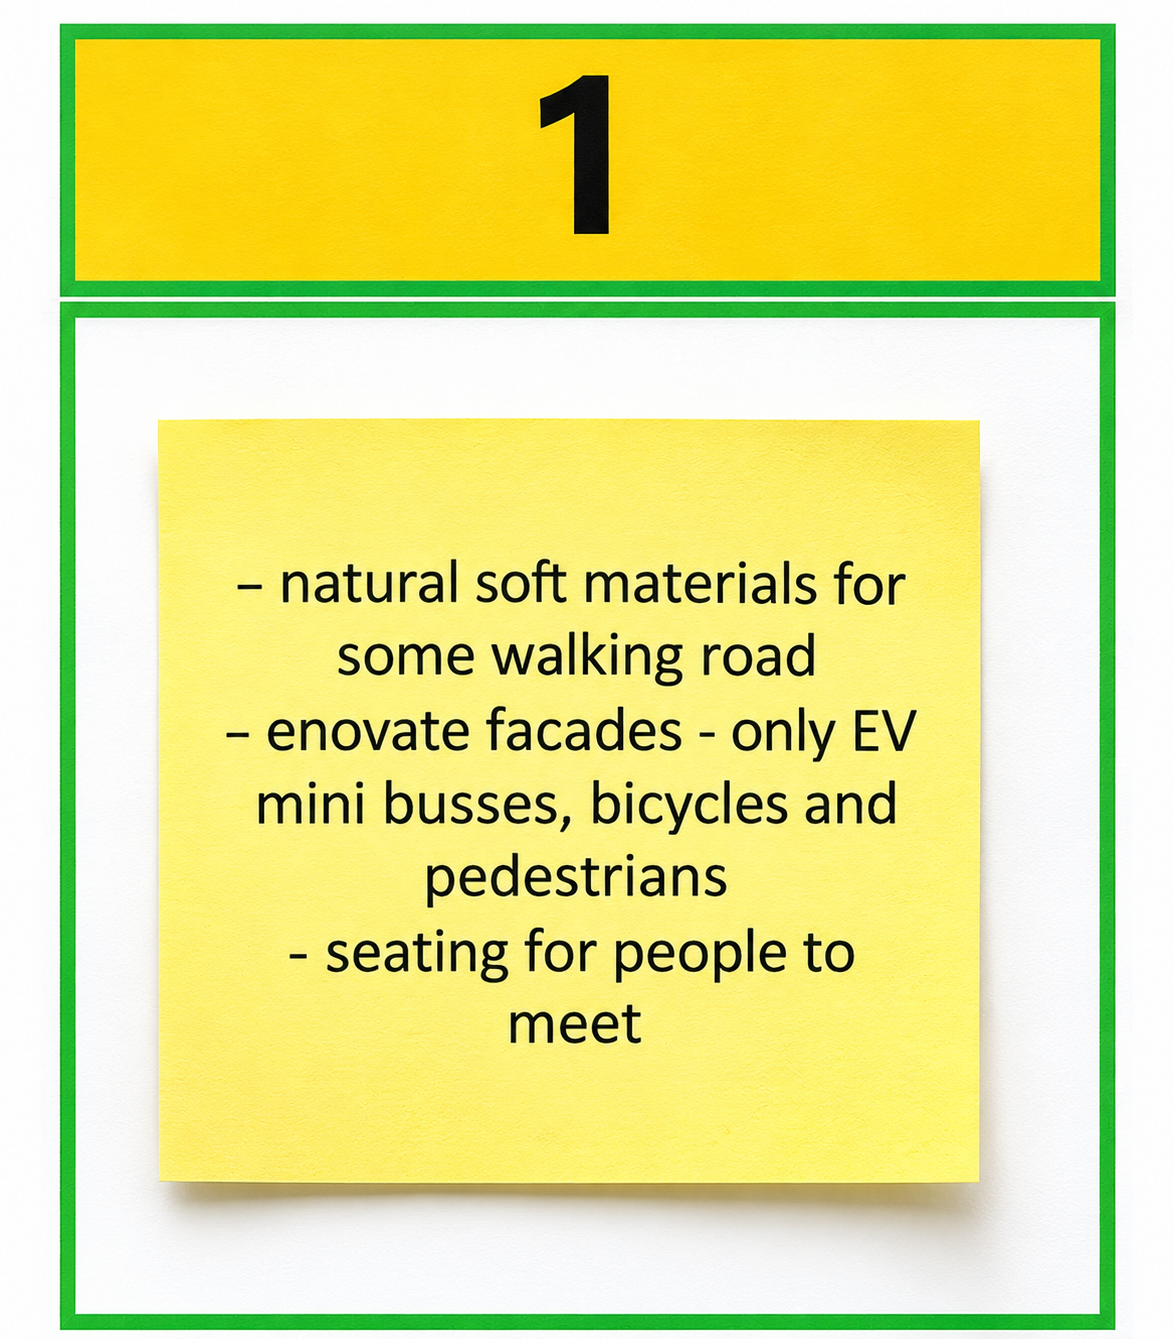 1
– natural soft materials for
some walking road
– enovate facades - only EV
mini busses, bicycles and
pedestrians
- seating for people to
meet